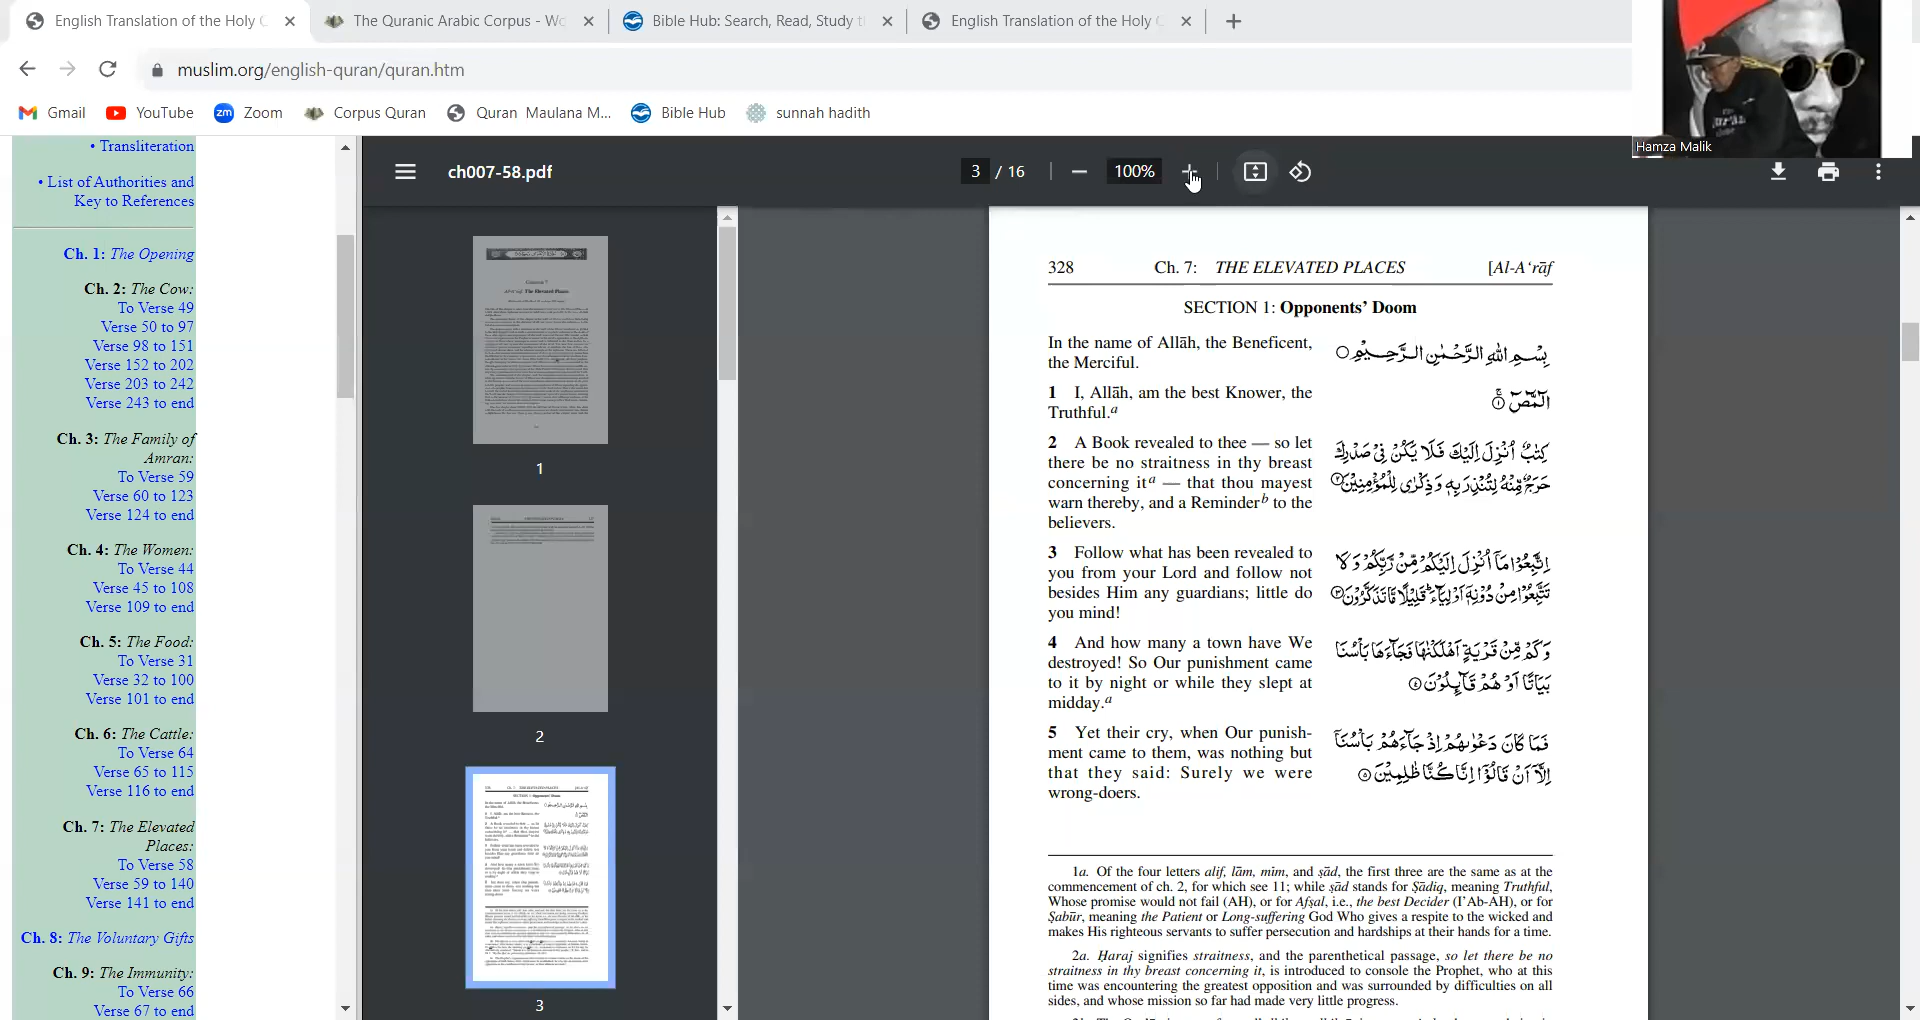 English Translation of the Holy
The Quranic Arabic Corpus - Wo
Bible Hub: Search, Read, Study t
English Translation of the Holy
muslim.org/english-quran/quran.htm
Gmail
YouTube
zm Zoom
Corpus Quran
Quran Maulana M...
Bible Hub
sunnah hadith
Hamza Malik
• Transliteration
• List of Authorities and
Key to References
Ch. 1: The Opening
Ch. 2: The Cow:
To Verse 49
Verse 50 to 97
Verse 98 to 151
Verse 152 to 202
Verse 203 to 242
Verse 243 to end
Ch. 3: The Family of
Amran:
To Verse 59
Verse 60 to 123
Verse 124 to end
Ch. 4: The Women:
To Verse 44
Verse 45 to 108
Verse 109 to end
Ch. 5: The Food:
To Verse 31
Verse 32 to 100
Verse 101 to end
Ch. 6: The Cattle:
To Verse 64
Verse 65 to 115
Verse 116 to end
Ch. 7: The Elevated
Places:
To Verse 58
Verse 59 to 140
Verse 141 to end
Ch. 8: The Voluntary Gifts
Ch. 9: The Immunity:
To Verse 66
Verse 67 to end
ch007-58.pdf
3 / 16
100%
1
2
3
328 Ch. 7: THE ELEVATED PLACES [Al-A‘rāf
SECTION 1: Opponents’ Doom
In the name of Allāh, the Beneficent,
the Merciful.
بِسْمِ اللهِ الرَّحْمٰنِ الرَّحِيْمِ
1 I, Allāh, am the best Knower, the
Truthful.a
الٓمّٓصٓ ۚ۱
2 A Book revealed to thee — so let
there be no straitness in thy breast
concerning it a — that thou mayest
warn thereby, and a Reminder b to the
believers.
كِتٰبٌ اُنْزِلَ اِلَيْكَ فَلَا يَكُنْ فِيْ صَدْرِكَ
حَرَجٌ مِّنْهُ لِتُنْذِرَ بِهٖ وَذِكْرٰى لِلْمُؤْمِنِيْنَ ۲
3 Follow what has been revealed to
you from your Lord and follow not
besides Him any guardians; little do
you mind!
اِتَّبِعُوْا مَآ اُنْزِلَ اِلَيْكُمْ مِّنْ رَّبِّكُمْ وَلَا
تَتَّبِعُوْا مِنْ دُوْنِهٖٓ اَوْلِيَآءَ ؕ قَلِيْلًا مَّا تَذَكَّرُوْنَ ۳
4 And how many a town have We
destroyed! So Our punishment came
to it by night or while they slept at
midday.a
وَكَمْ مِّنْ قَرْيَةٍ اَهْلَكْنٰهَا فَجَآءَهَا بَاْسُنَا
بَيَاتًا اَوْ هُمْ قَآئِلُوْنَ ۴
5 Yet their cry, when Our punish-
ment came to them, was nothing but
that they said: Surely we were
wrong-doers.
فَمَا كَانَ دَعْوٰىهُمْ اِذْ جَآءَهُمْ بَاْسُنَآ
اِلَّآ اَنْ قَالُوْٓا اِنَّا كُنَّا ظٰلِمِيْنَ ۵
1a. Of the four letters alif, lām, mim, and ṣād, the first three are the same as at the
commencement of ch. 2, for which see 11; while ṣād stands for Ṣādiq, meaning Truthful,
Whose promise would not fail (AH), or for Afṣal, i.e., the best Decider (I’Ab-AH), or for
Ṣabūr, meaning the Patient or Long-suffering God Who gives a respite to the wicked and
makes His righteous servants to suffer persecution and hardships at their hands for a time.
2a. Ḥaraj signifies straitness, and the parenthetical passage, so let there be no
straitness in thy breast concerning it, is introduced to console the Prophet, who at this
time was encountering the greatest opposition and was surrounded by difficulties on all
sides, and whose mission so far had made very little progress.